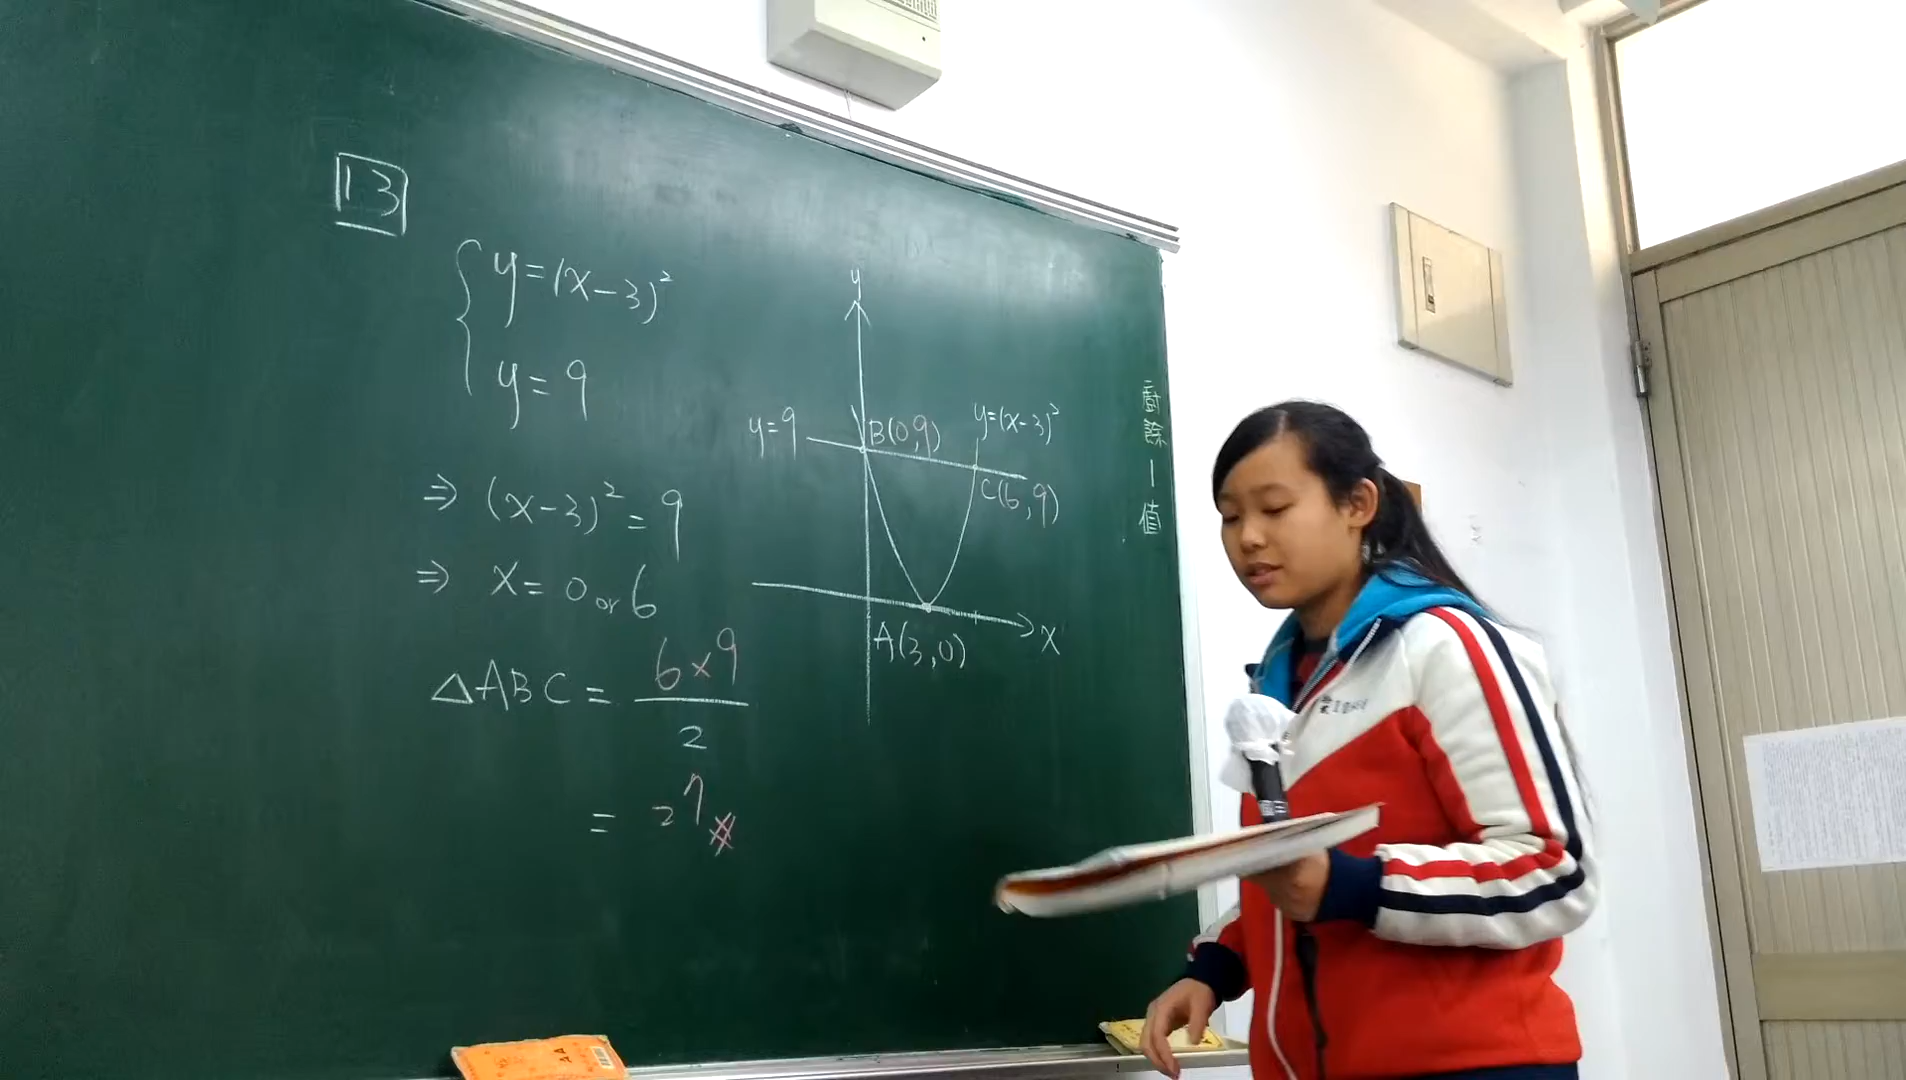 13
y=(x-3)²
y=9
⇒ (x-3)²=9
⇒ x=0 or 6
△ABC = 6×9
2
= 27
y
y=9
B(0,9)
y=(x-3)²
C(6,9)
A(3,0)
x
值